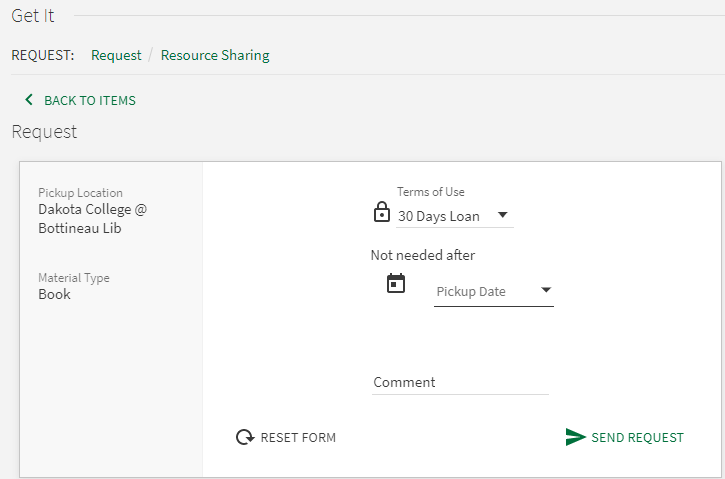 Get It
REQUEST: Request / Resource Sharing
BACK TO ITEMS
Request
Pickup Location
Dakota College @
Bottineau Lib
Material Type
Book
Terms of Use
30 Days Loan
Not needed after
Pickup Date
Comment
RESET FORM
SEND REQUEST